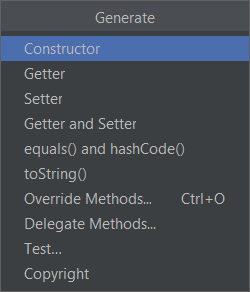 Generate
Constructor
Getter
Setter
Getter and Setter
equals() and hashCode()
toString()
Override Methods... Ctrl+O
Delegate Methods...
Test...
Copyright